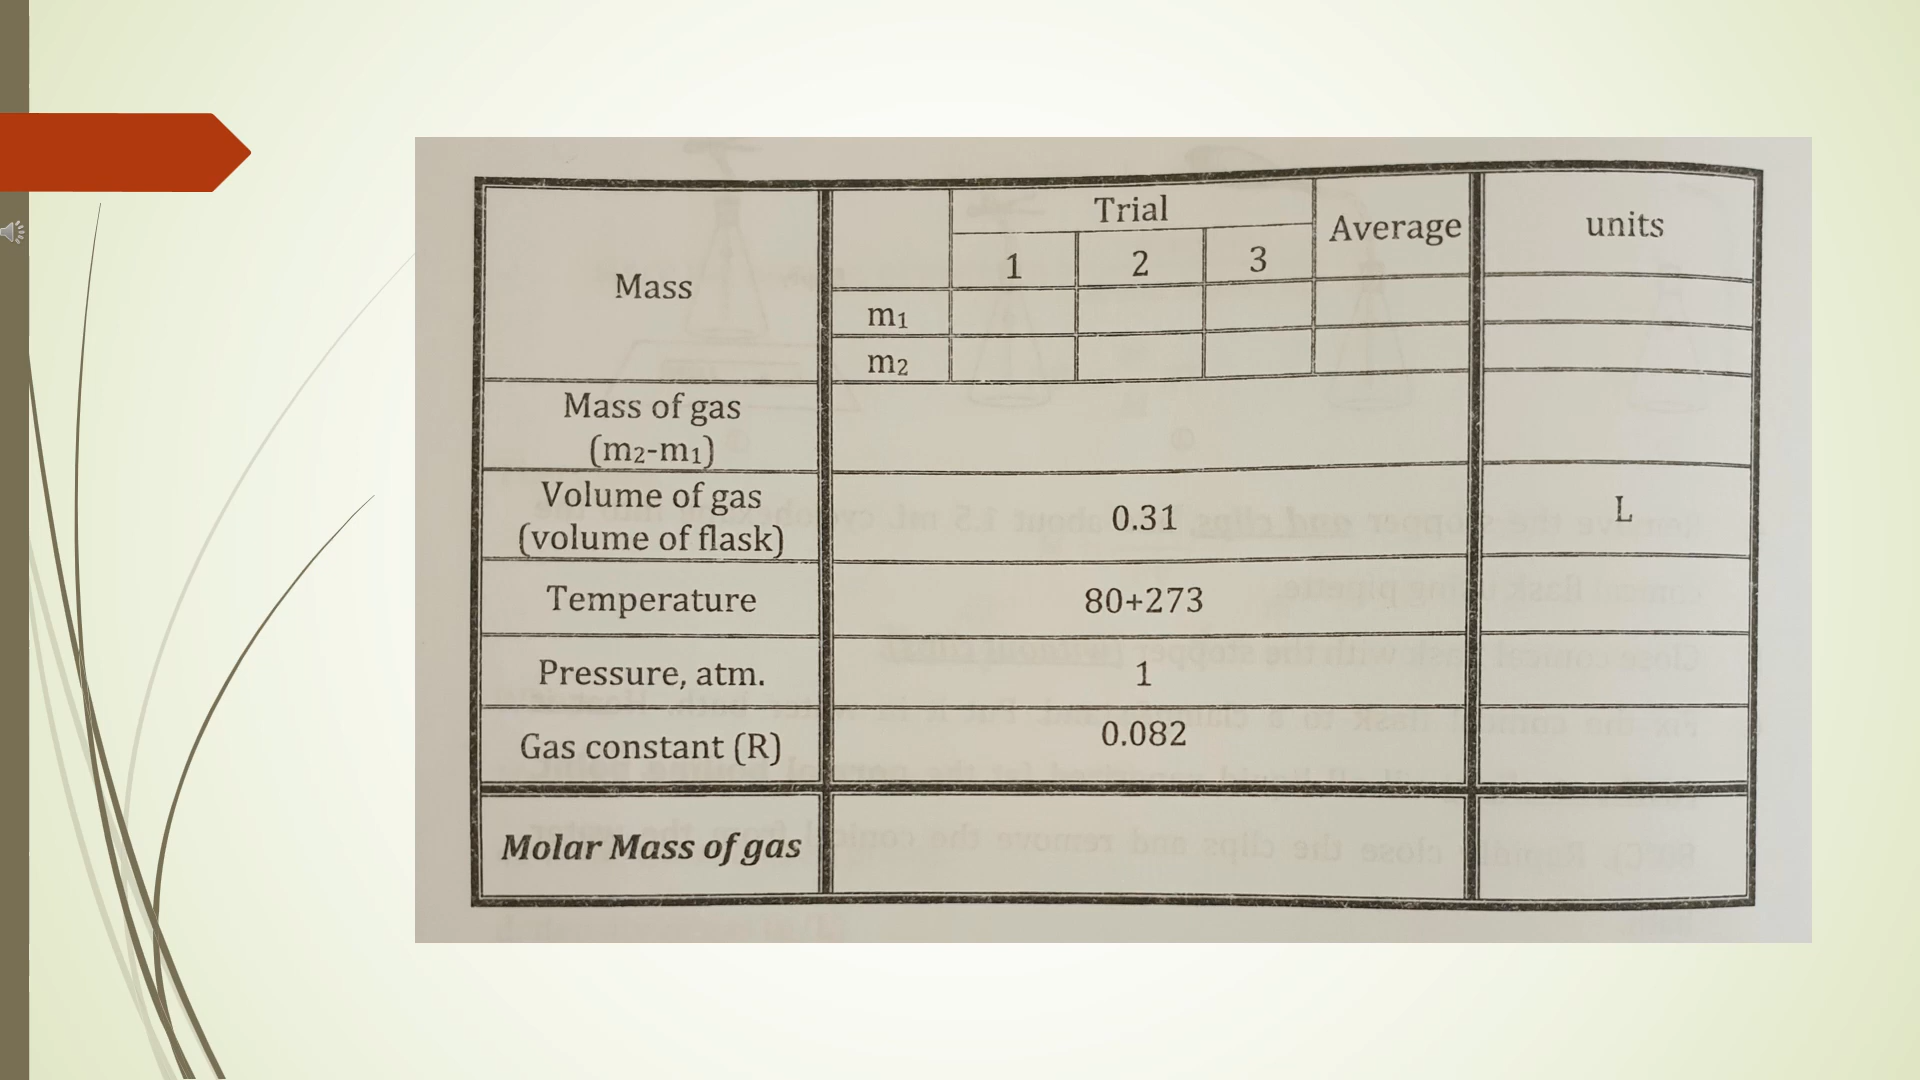 Mass
Trial
Average
units
1
2
3
m1
m2
Mass of gas
(m2-m1)
Volume of gas
(volume of flask)
0.31
L
Temperature
80+273
Pressure, atm.
1
Gas constant (R)
0.082
Molar Mass of gas